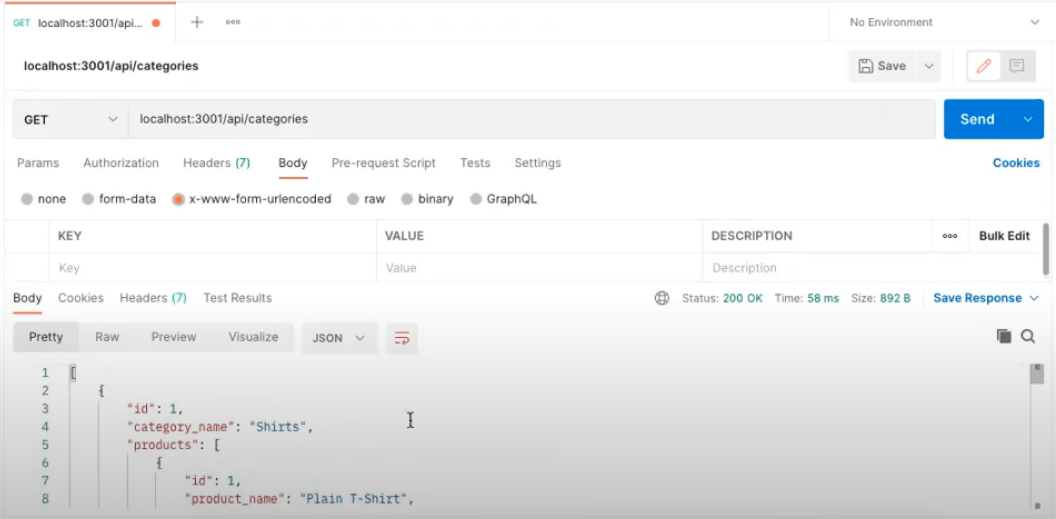 GET localhost:3001/api... No Environment
localhost:3001/api/categories Save
GET localhost:3001/api/categories Send
Params Authorization Headers (7) Body Pre-request Script Tests Settings Cookies
none form-data x-www-form-urlencoded raw binary GraphQL
KEY VALUE DESCRIPTION Bulk Edit
Key Value Description
Body Cookies Headers (7) Test Results Status: 200 OK Time: 58 ms Size: 892 B Save Response
Pretty Raw Preview Visualize JSON
1 [
2 {
3 "id": 1,
4 "category_name": "Shirts",
5 "products": [
6 {
7 "id": 1,
8 "product_name": "Plain T-Shirt",